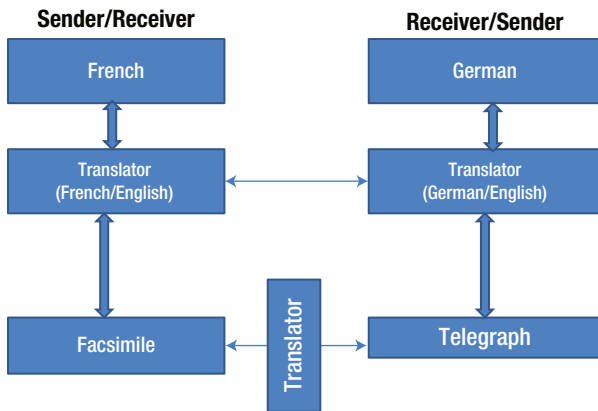 Sender/Receiver
Receiver/Sender
French
German
Translator
(French/English)
Translator
(German/English)
Translator
Facsimile
Telegraph